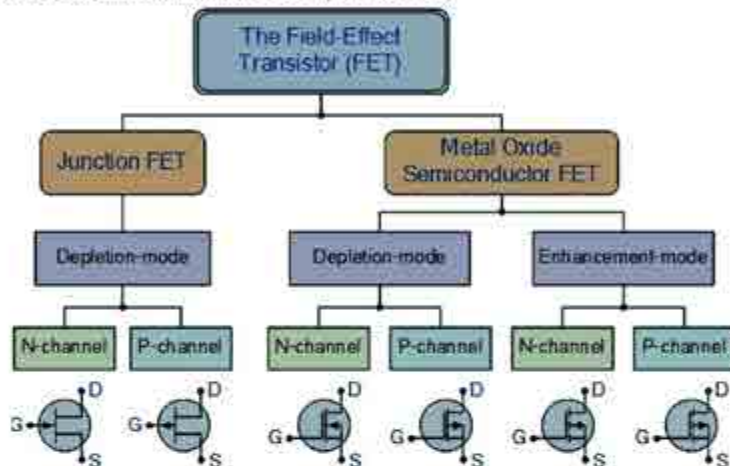 The Field-Effect
Transistor (FET)
Junction FET
Metal Oxide
Semiconductor FET
Depletion-mode
Depletion-mode
Enhancement-mode
N-channel
P-channel
N-channel
P-channel
N-channel
P-channel
D
D
D
D
D
D
G
G
G
G
G
G
S
S
S
S
S
S